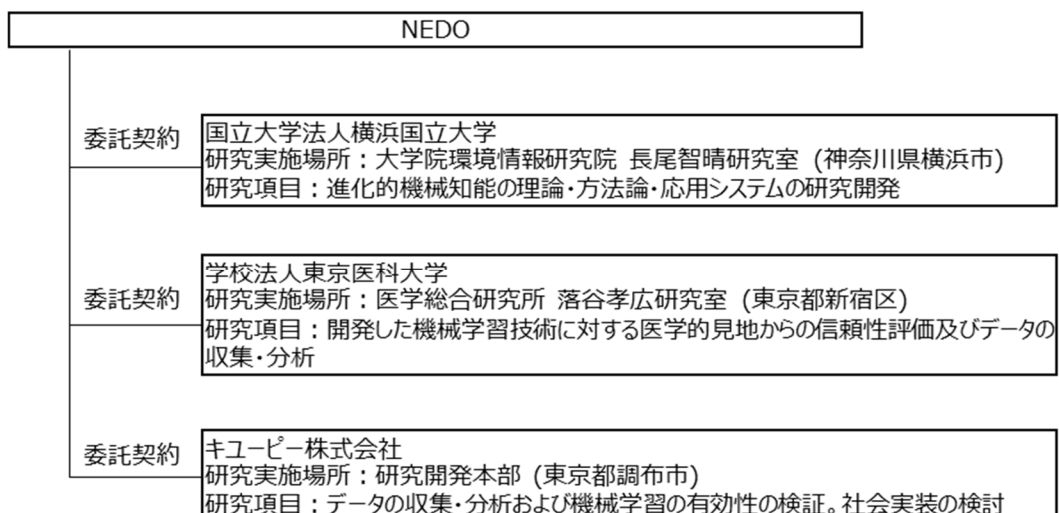 NEDO
委託契約
国立大学法人横浜国立大学
研究実施場所：大学院環境情報研究院 長尾智晴研究室 (神奈川県横浜市)
研究項目：進化的機械知能の理論・方法論・応用システムの研究開発
委託契約
学校法人東京医科大学
研究実施場所：医学総合研究所 落谷孝広研究室 (東京都新宿区)
研究項目：開発した機械学習技術に対する医学的見地からの信頼性評価及びデータの
収集・分析
委託契約
キユーピー株式会社
研究実施場所：研究開発本部 (東京都調布市)
研究項目：データの収集・分析および機械学習の有効性の検証。社会実装の検討